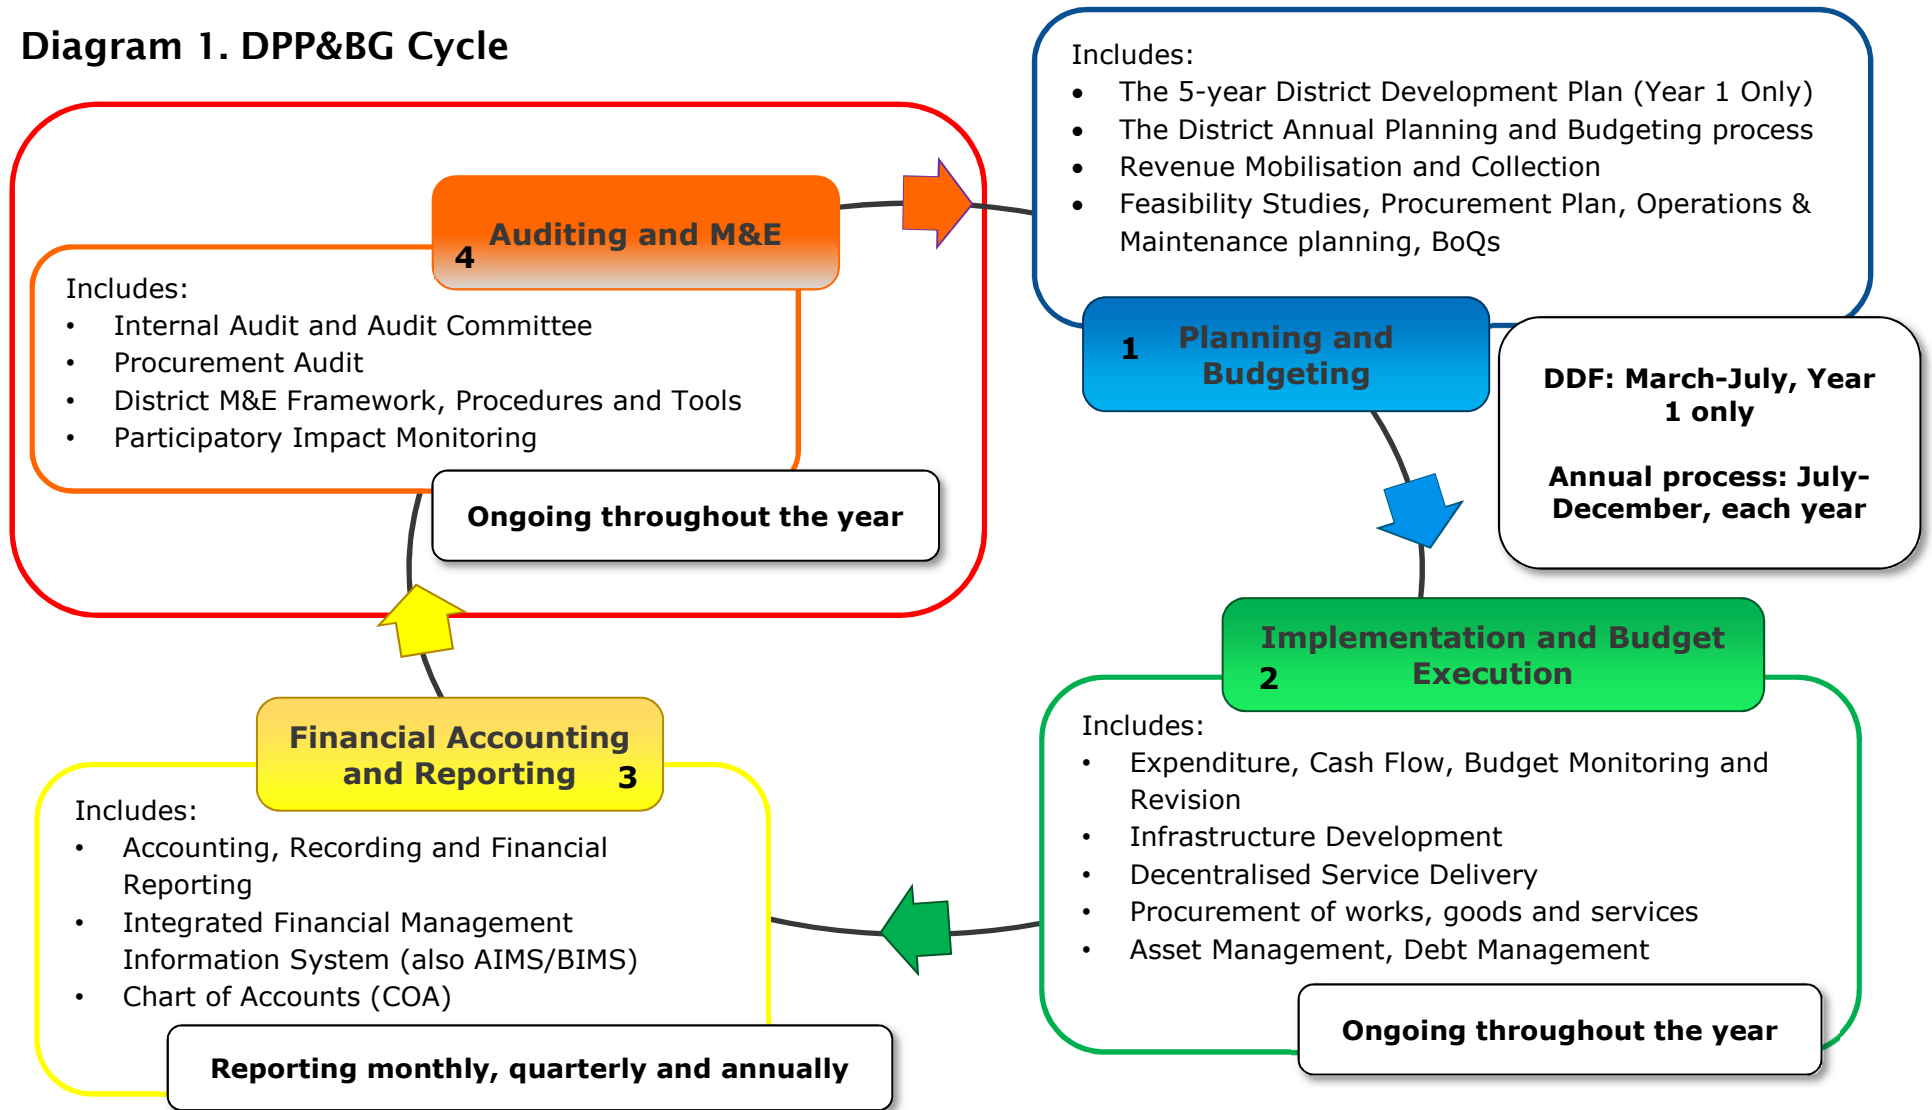 Diagram 1. DPP&BG Cycle
Includes:
• The 5-year District Development Plan (Year 1 Only)
• The District Annual Planning and Budgeting process
• Revenue Mobilisation and Collection
• Feasibility Studies, Procurement Plan, Operations &
Maintenance planning, BoQs
1 Planning and
Budgeting
DDF: March-July, Year
1 only
Annual process: July-
December, each year
Auditing and M&E
4
Includes:
• Internal Audit and Audit Committee
• Procurement Audit
• District M&E Framework, Procedures and Tools
• Participatory Impact Monitoring
Ongoing throughout the year
Implementation and Budget
2 Execution
Includes:
• Expenditure, Cash Flow, Budget Monitoring and
Revision
• Infrastructure Development
• Decentralised Service Delivery
• Procurement of works, goods and services
• Asset Management, Debt Management
Ongoing throughout the year
Financial Accounting
and Reporting 3
Includes:
• Accounting, Recording and Financial
Reporting
• Integrated Financial Management
Information System (also AIMS/BIMS)
• Chart of Accounts (COA)
Reporting monthly, quarterly and annually